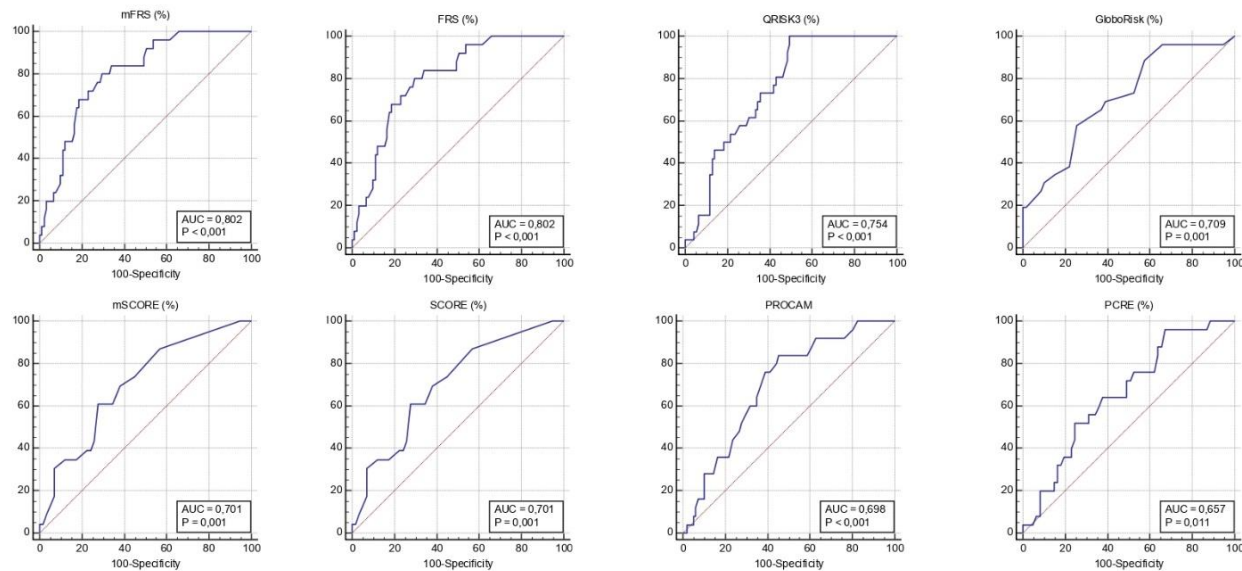 mFRS (%)
100
80
60
40
20
0
0 20 40 60 80 100
100-Specificity
AUC = 0,802
P < 0,001
FRS (%)
100
80
60
40
20
0
0 20 40 60 80 100
100-Specificity
AUC = 0,802
P < 0,001
QRISK3 (%)
100
80
60
40
20
0
0 20 40 60 80 100
100-Specificity
AUC = 0,754
P < 0,001
GloboRisk (%)
100
80
60
40
20
0
0 20 40 60 80 100
100-Specificity
AUC = 0,709
P = 0,001
mSCORE (%)
100
80
60
40
20
0
0 20 40 60 80 100
100-Specificity
AUC = 0,701
P = 0,001
SCORE (%)
100
80
60
40
20
0
0 20 40 60 80 100
100-Specificity
AUC = 0,701
P = 0,001
PROCAM
100
80
60
40
20
0
0 20 40 60 80 100
100-Specificity
AUC = 0,698
P < 0,001
PCRE (%)
100
80
60
40
20
0
0 20 40 60 80 100
100-Specificity
AUC = 0,657
P = 0,011